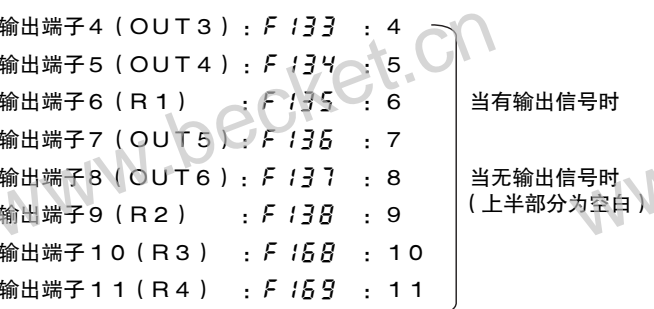 输出端子4(OUT3):F133 :4
输出端子5(OUT4):F134 :5
输出端子6(R1) :F135 :6
输出端子7(OUT5):F136 :7
输出端子8(OUT6):F137 :8
输出端子9(R2) :F138 :9
输出端子10(R3) :F168 :10
输出端子11(R4) :F169 :11
当有输出信号时
当无输出信号时
(上半部分为空白)
www.becket.cn